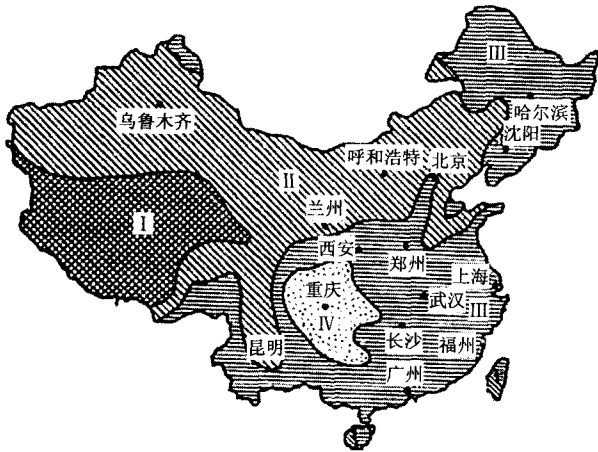 III
哈尔滨
沈阳
乌鲁木齐
呼和浩特
北京
II
兰州
I
西安
郑州
上海
重庆
武汉
III
IV
长沙
福州
昆明
广州